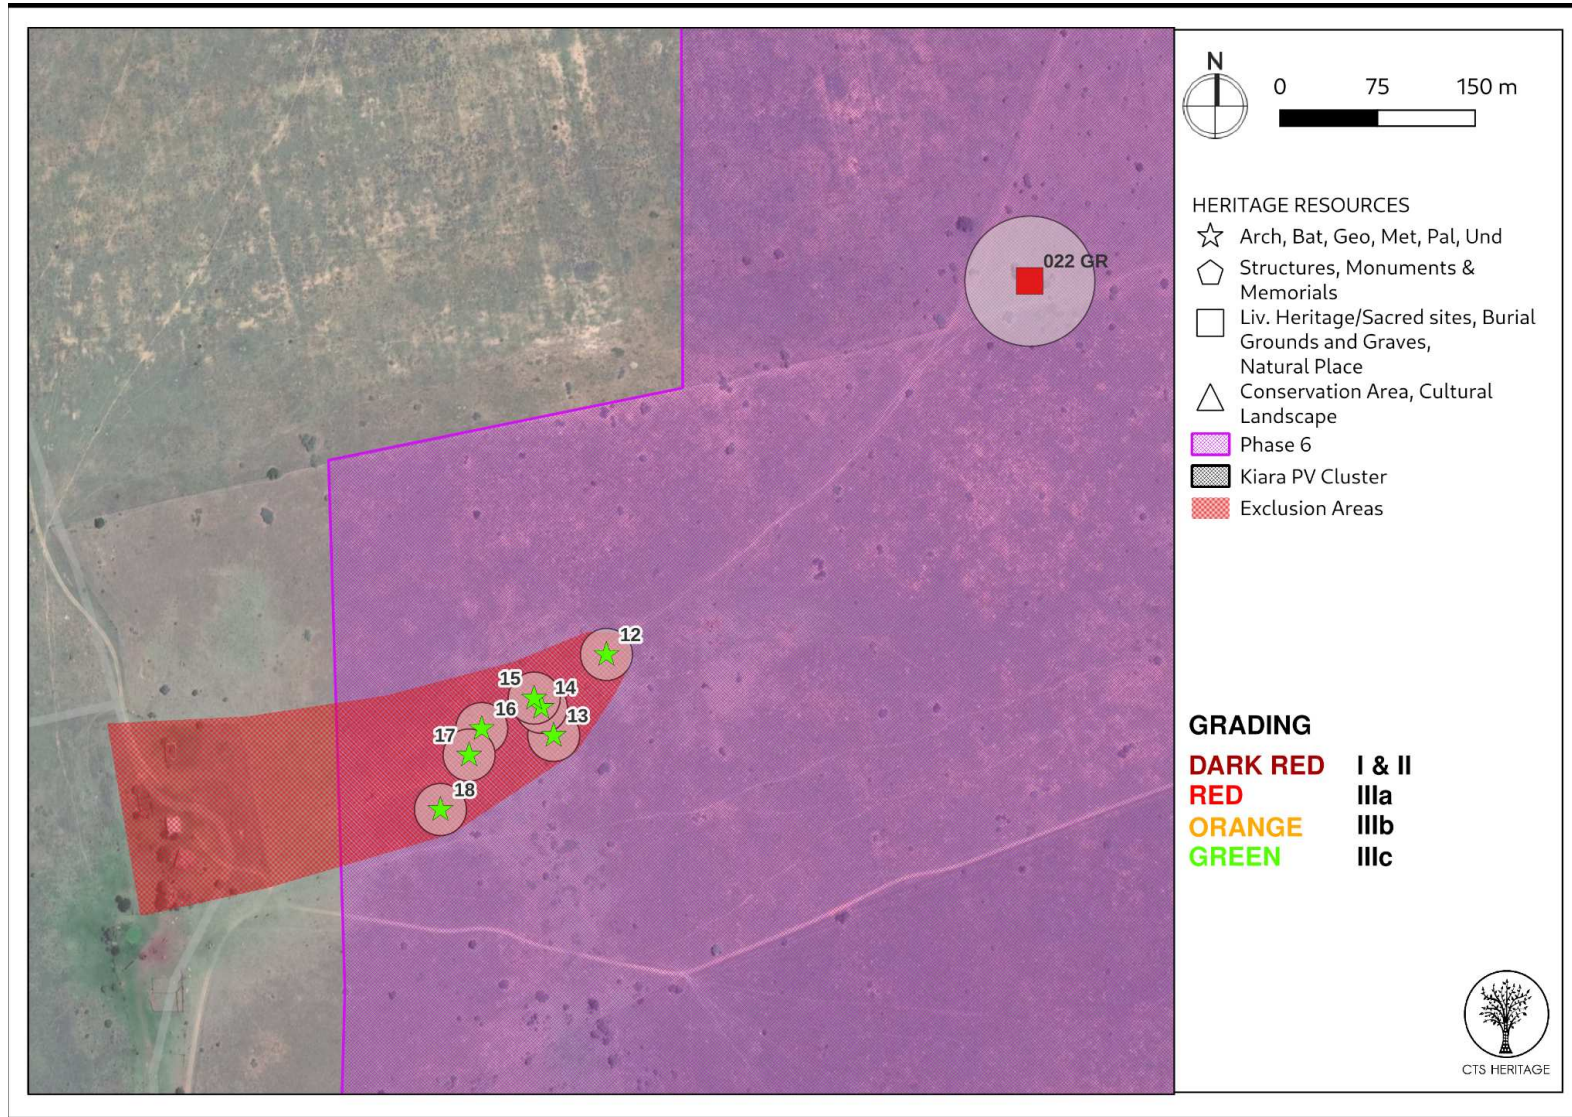 022 GR
12
15
14
16
13
17
18
N
0 75 150 m
HERITAGE RESOURCES
Arch, Bat, Geo, Met, Pal, Und
Structures, Monuments &
Memorials
Liv. Heritage/Sacred sites, Burial
Grounds and Graves,
Natural Place
Conservation Area, Cultural
Landscape
Phase 6
Kiara PV Cluster
Exclusion Areas
GRADING
DARK RED I & II
RED IIIa
ORANGE IIIb
GREEN IIIc
CTS HERITAGE